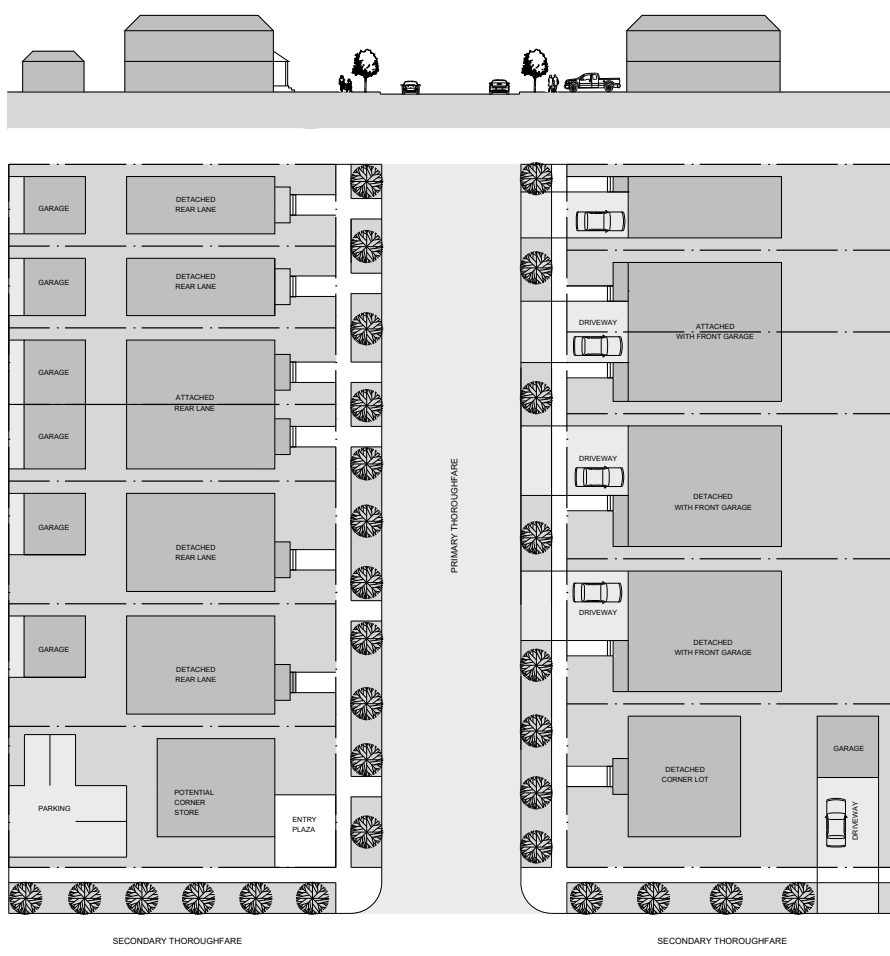 GARAGE
DETACHED
REAR LANE
GARAGE
DETACHED
REAR LANE
GARAGE
ATTACHED
REAR LANE
GARAGE
GARAGE
DETACHED
REAR LANE
GARAGE
DETACHED
REAR LANE
PARKING
POTENTIAL
CORNER
STORE
ENTRY
PLAZA
PRIMARY THOROUGHFARE
DRIVEWAY
ATTACHED
WITH FRONT GARAGE
DRIVEWAY
DETACHED
WITH FRONT GARAGE
DRIVEWAY
DETACHED
WITH FRONT GARAGE
DETACHED
CORNER LOT
GARAGE
DRIVEWAY
SECONDARY THOROUGHFARE
SECONDARY THOROUGHFARE